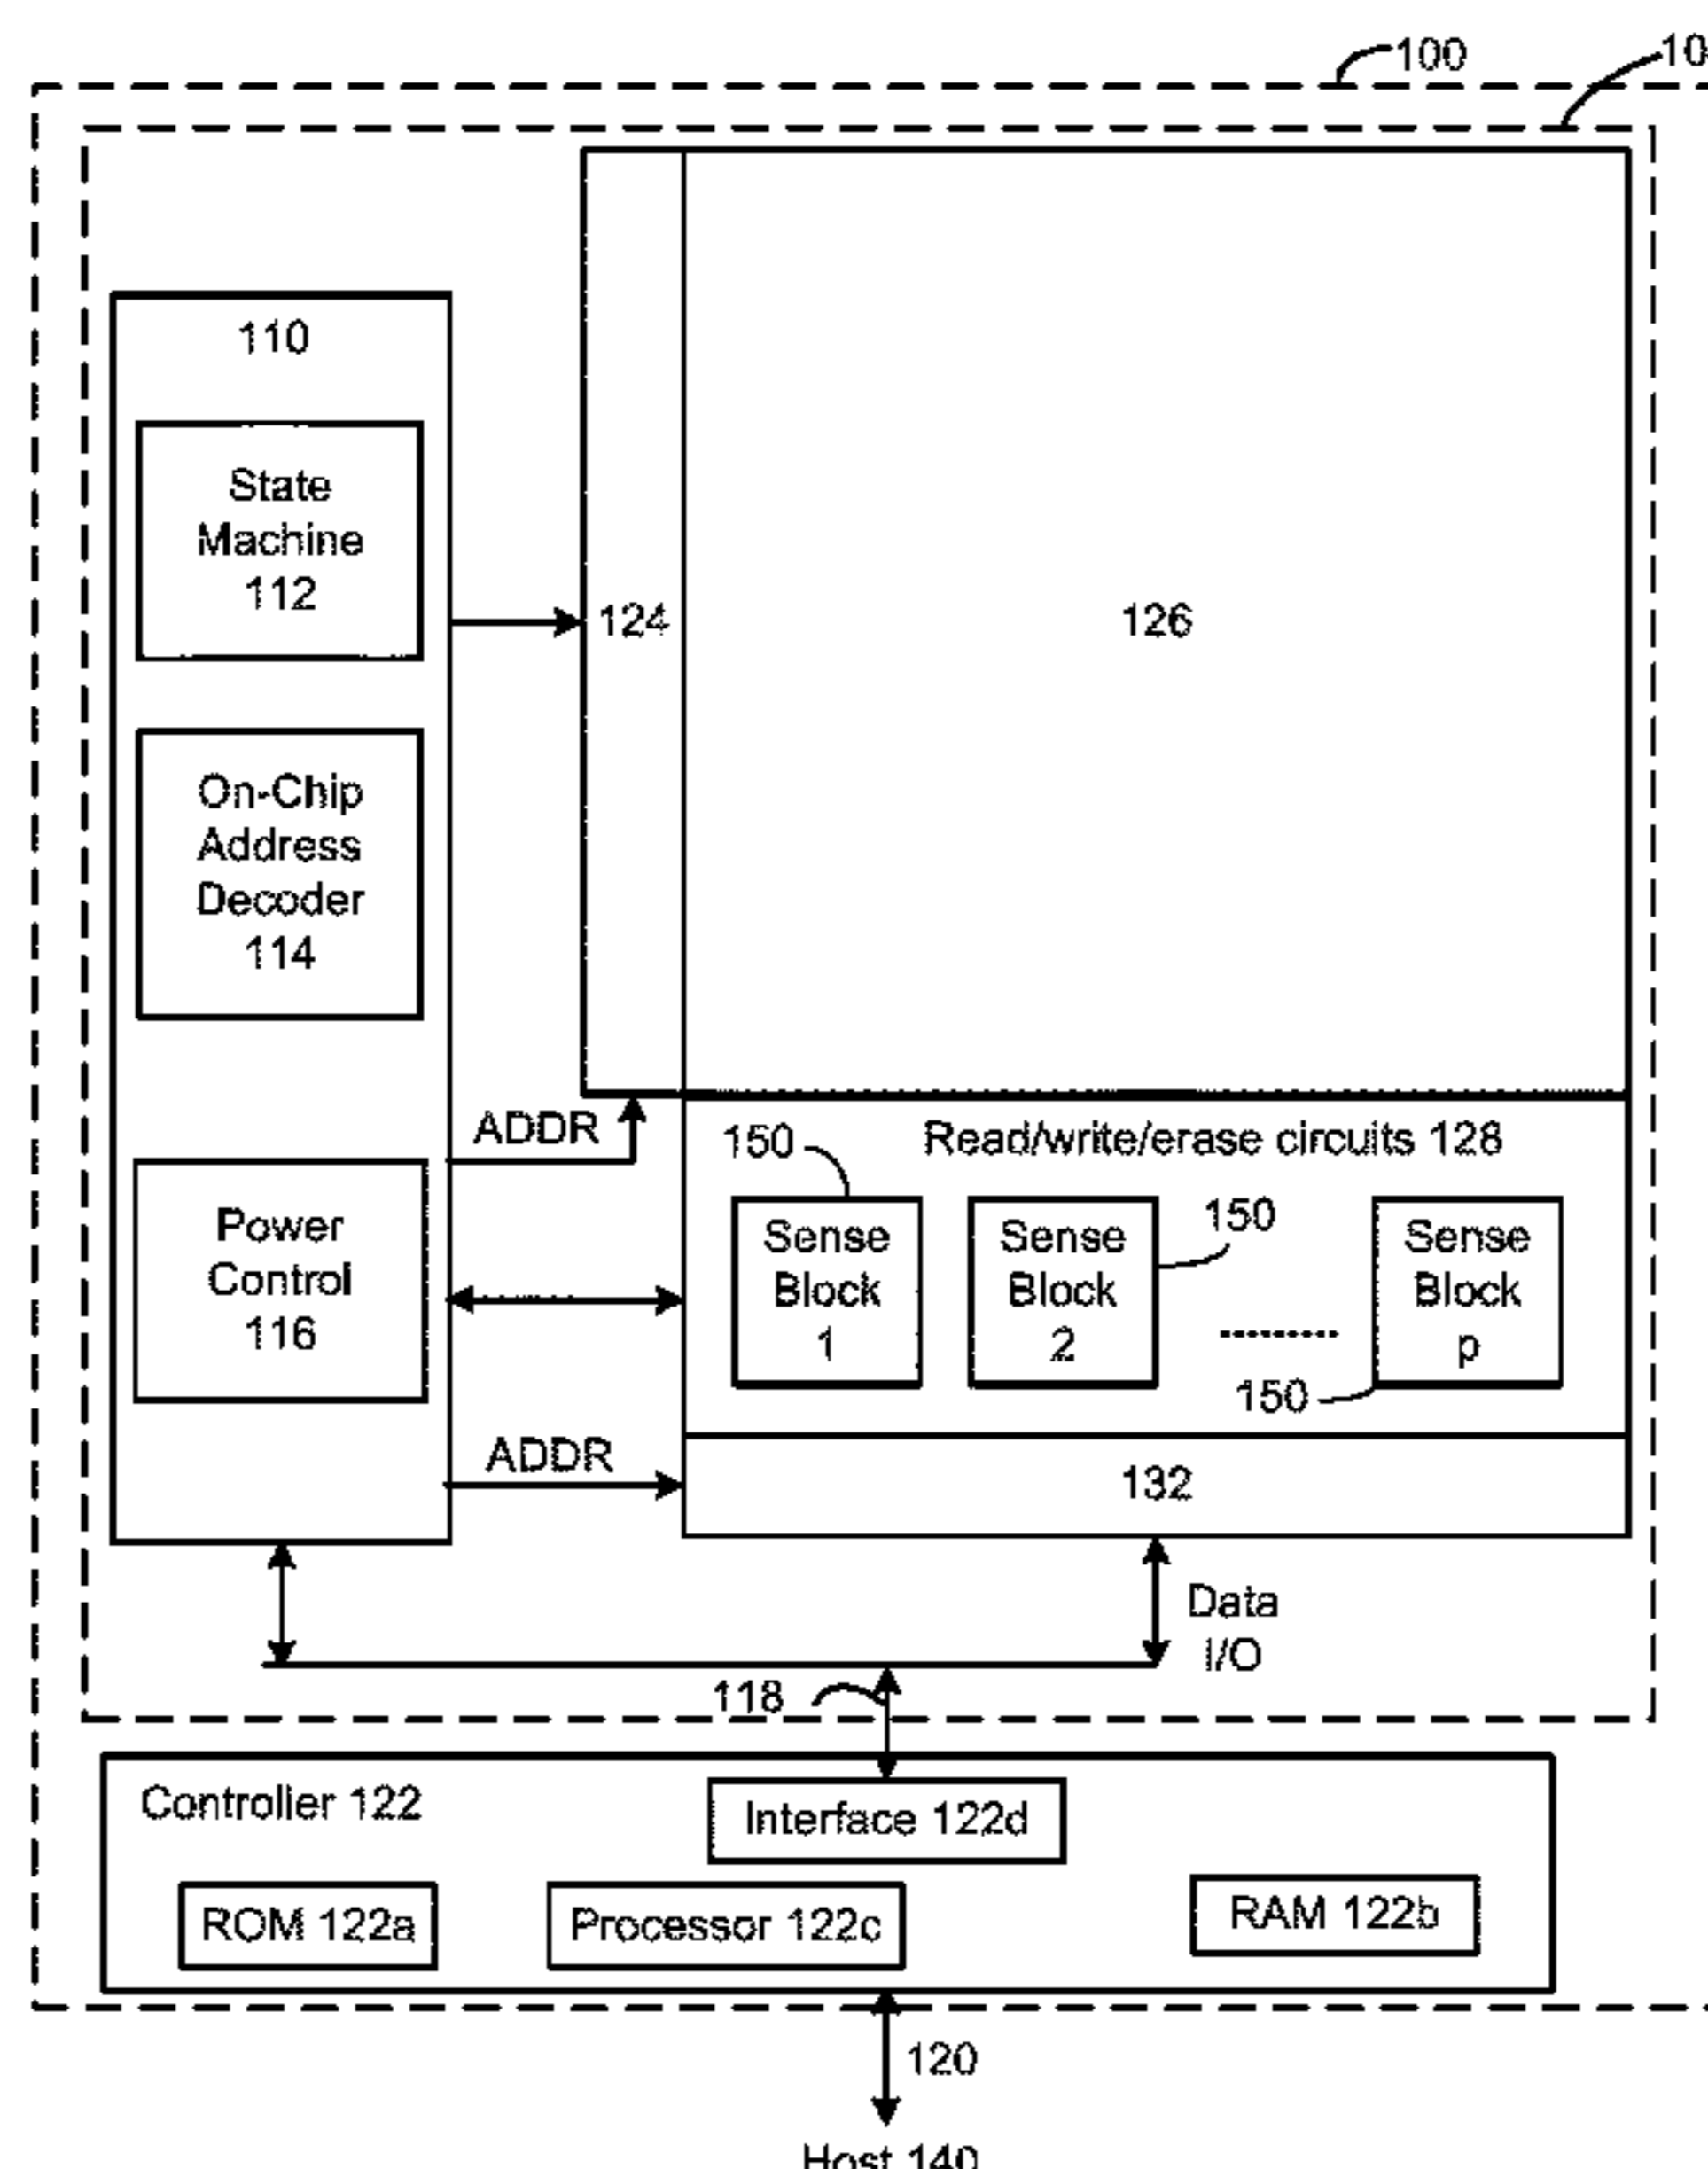 100
10
110
State
Machine
112
124
126
On-Chip
Address
Decoder
114
ADDR
150
Read/write/erase circuits 128
Power
Control
116
Sense
Block
1
Sense
Block
2
150
Sense
Block
p
150
ADDR
132
Data
I/O
118
Controller 122
Interface 122d
ROM 122a
Processor 122c
RAM 122b
120
Host 140